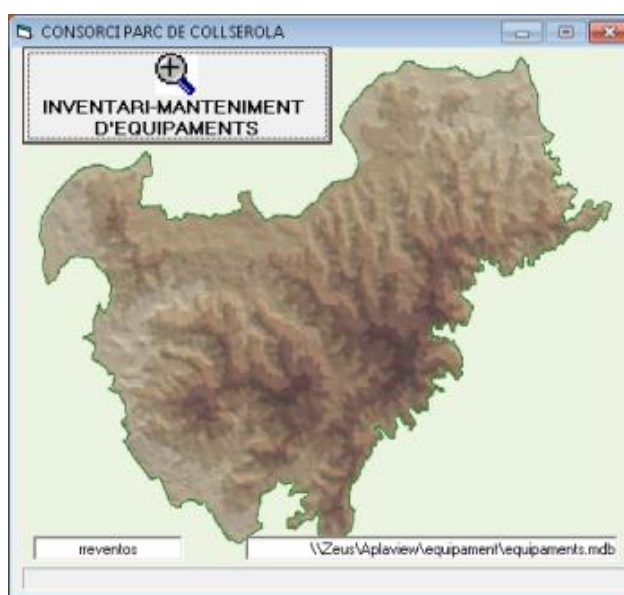 CONSORCI PARC DE COLLSEROLA
INVENTARI-MANTENIMENT
D'EQUIPAMENTS
rreventos
\\Zeus\Aplaview\equipament\equipaments.mdb